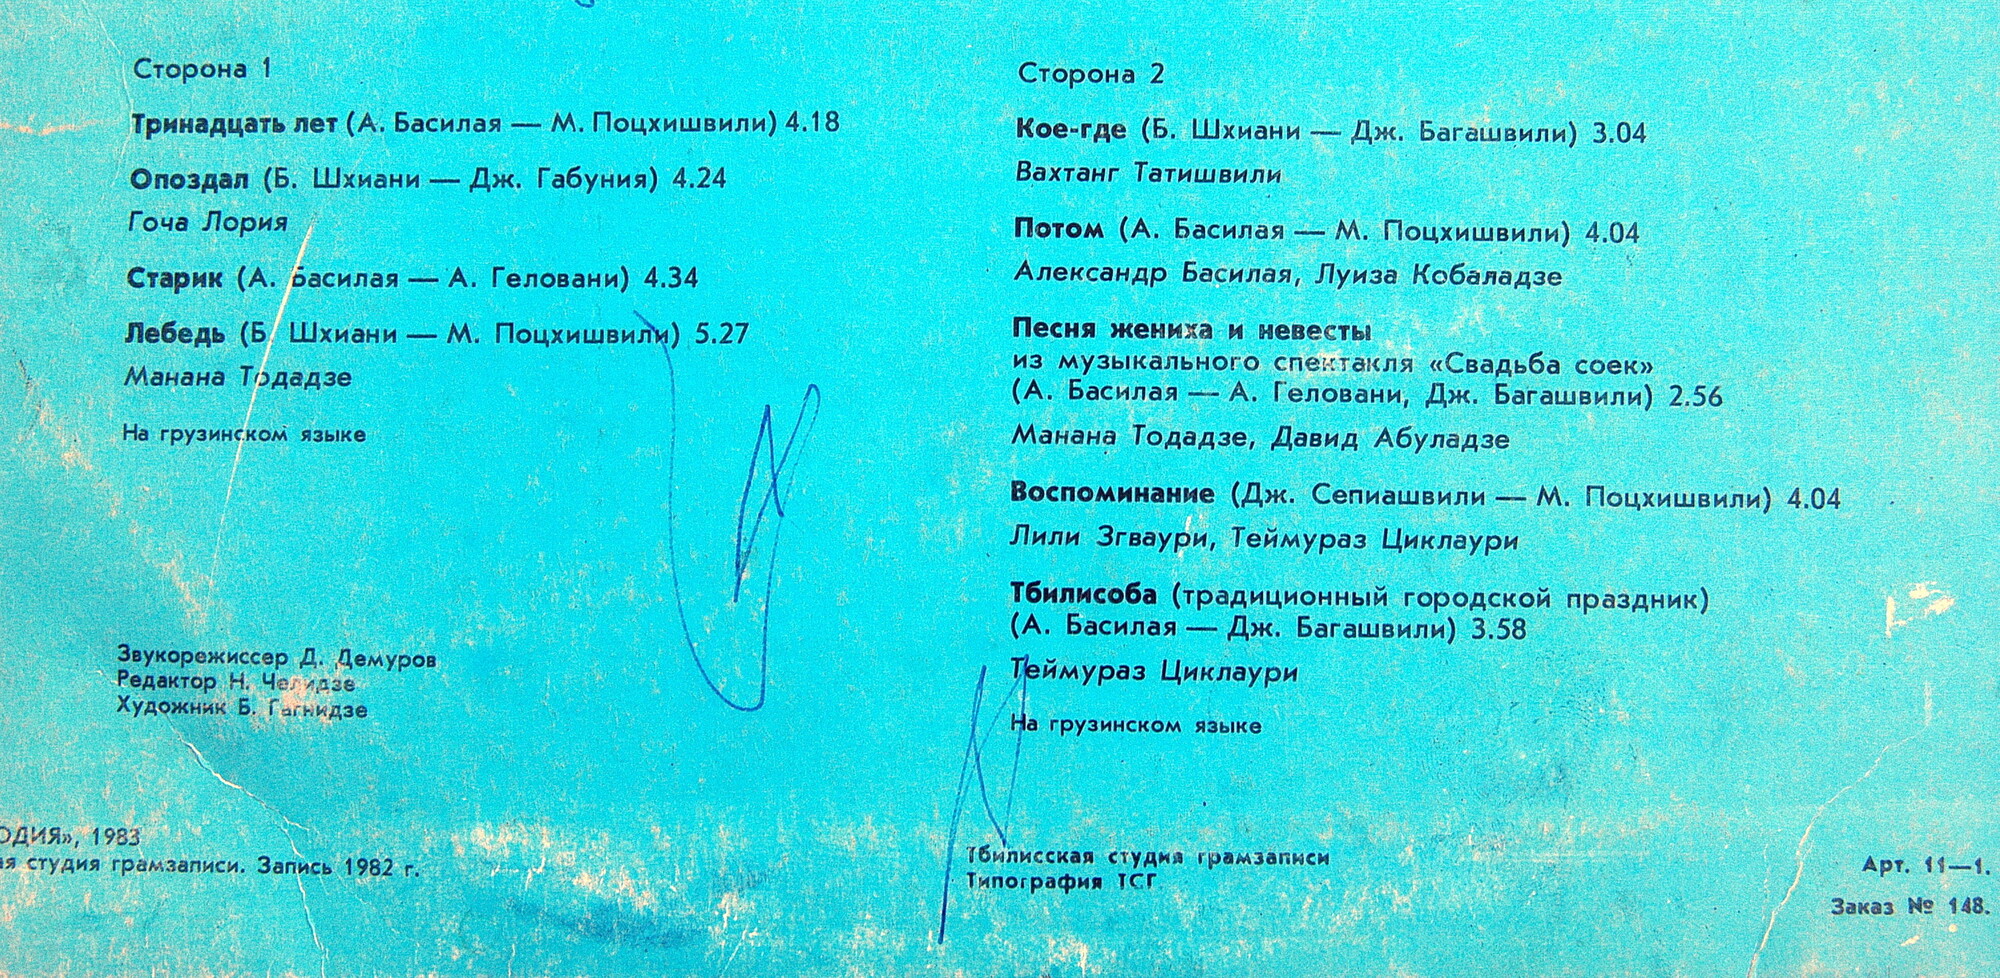 Сторона 1
Тринадцать лет (А. Басилая — М. Поцхишвили) 4.18
Опоздал (Б. Шхиани — Дж. Габуния) 4.24
Гоча Лория
Старик (А. Басилая — А. Геловани) 4.34
Лебедь (Б. Шхиани — М. Поцхишвили) 5.27
Манана Тодадзе
На грузинском языке
Звукорежиссер Д. Демуров
Редактор Н. Челидзе
Художник Б. Гагнидзе
ОДИЯ», 1983
ая студия грамзаписи. Запись 1982 г.
Сторона 2
Кое-где (Б. Шхиани — Дж. Багашвили) 3.04
Вахтанг Татишвили
Потом (А. Басилая — М. Поцхишвили) 4.04
Александр Басилая, Луиза Кобаладзе
Песня жениха и невесты
из музыкального спектакля «Свадьба соек»
(А. Басилая — А. Геловани, Дж. Багашвили) 2.56
Манана Тодадзе, Давид Абуладзе
Воспоминание (Дж. Сепиашвили — М. Поцхишвили) 4.04
Лили Згваури, Теймураз Циклаури
Тбилисоба (традиционный городской праздник)
(А. Басилая — Дж. Багашвили) 3.58
Теймураз Циклаури
На грузинском языке
Тбилисская студия грамзаписи
Типография ТСГ
Арт. 11—1.
Заказ № 148.